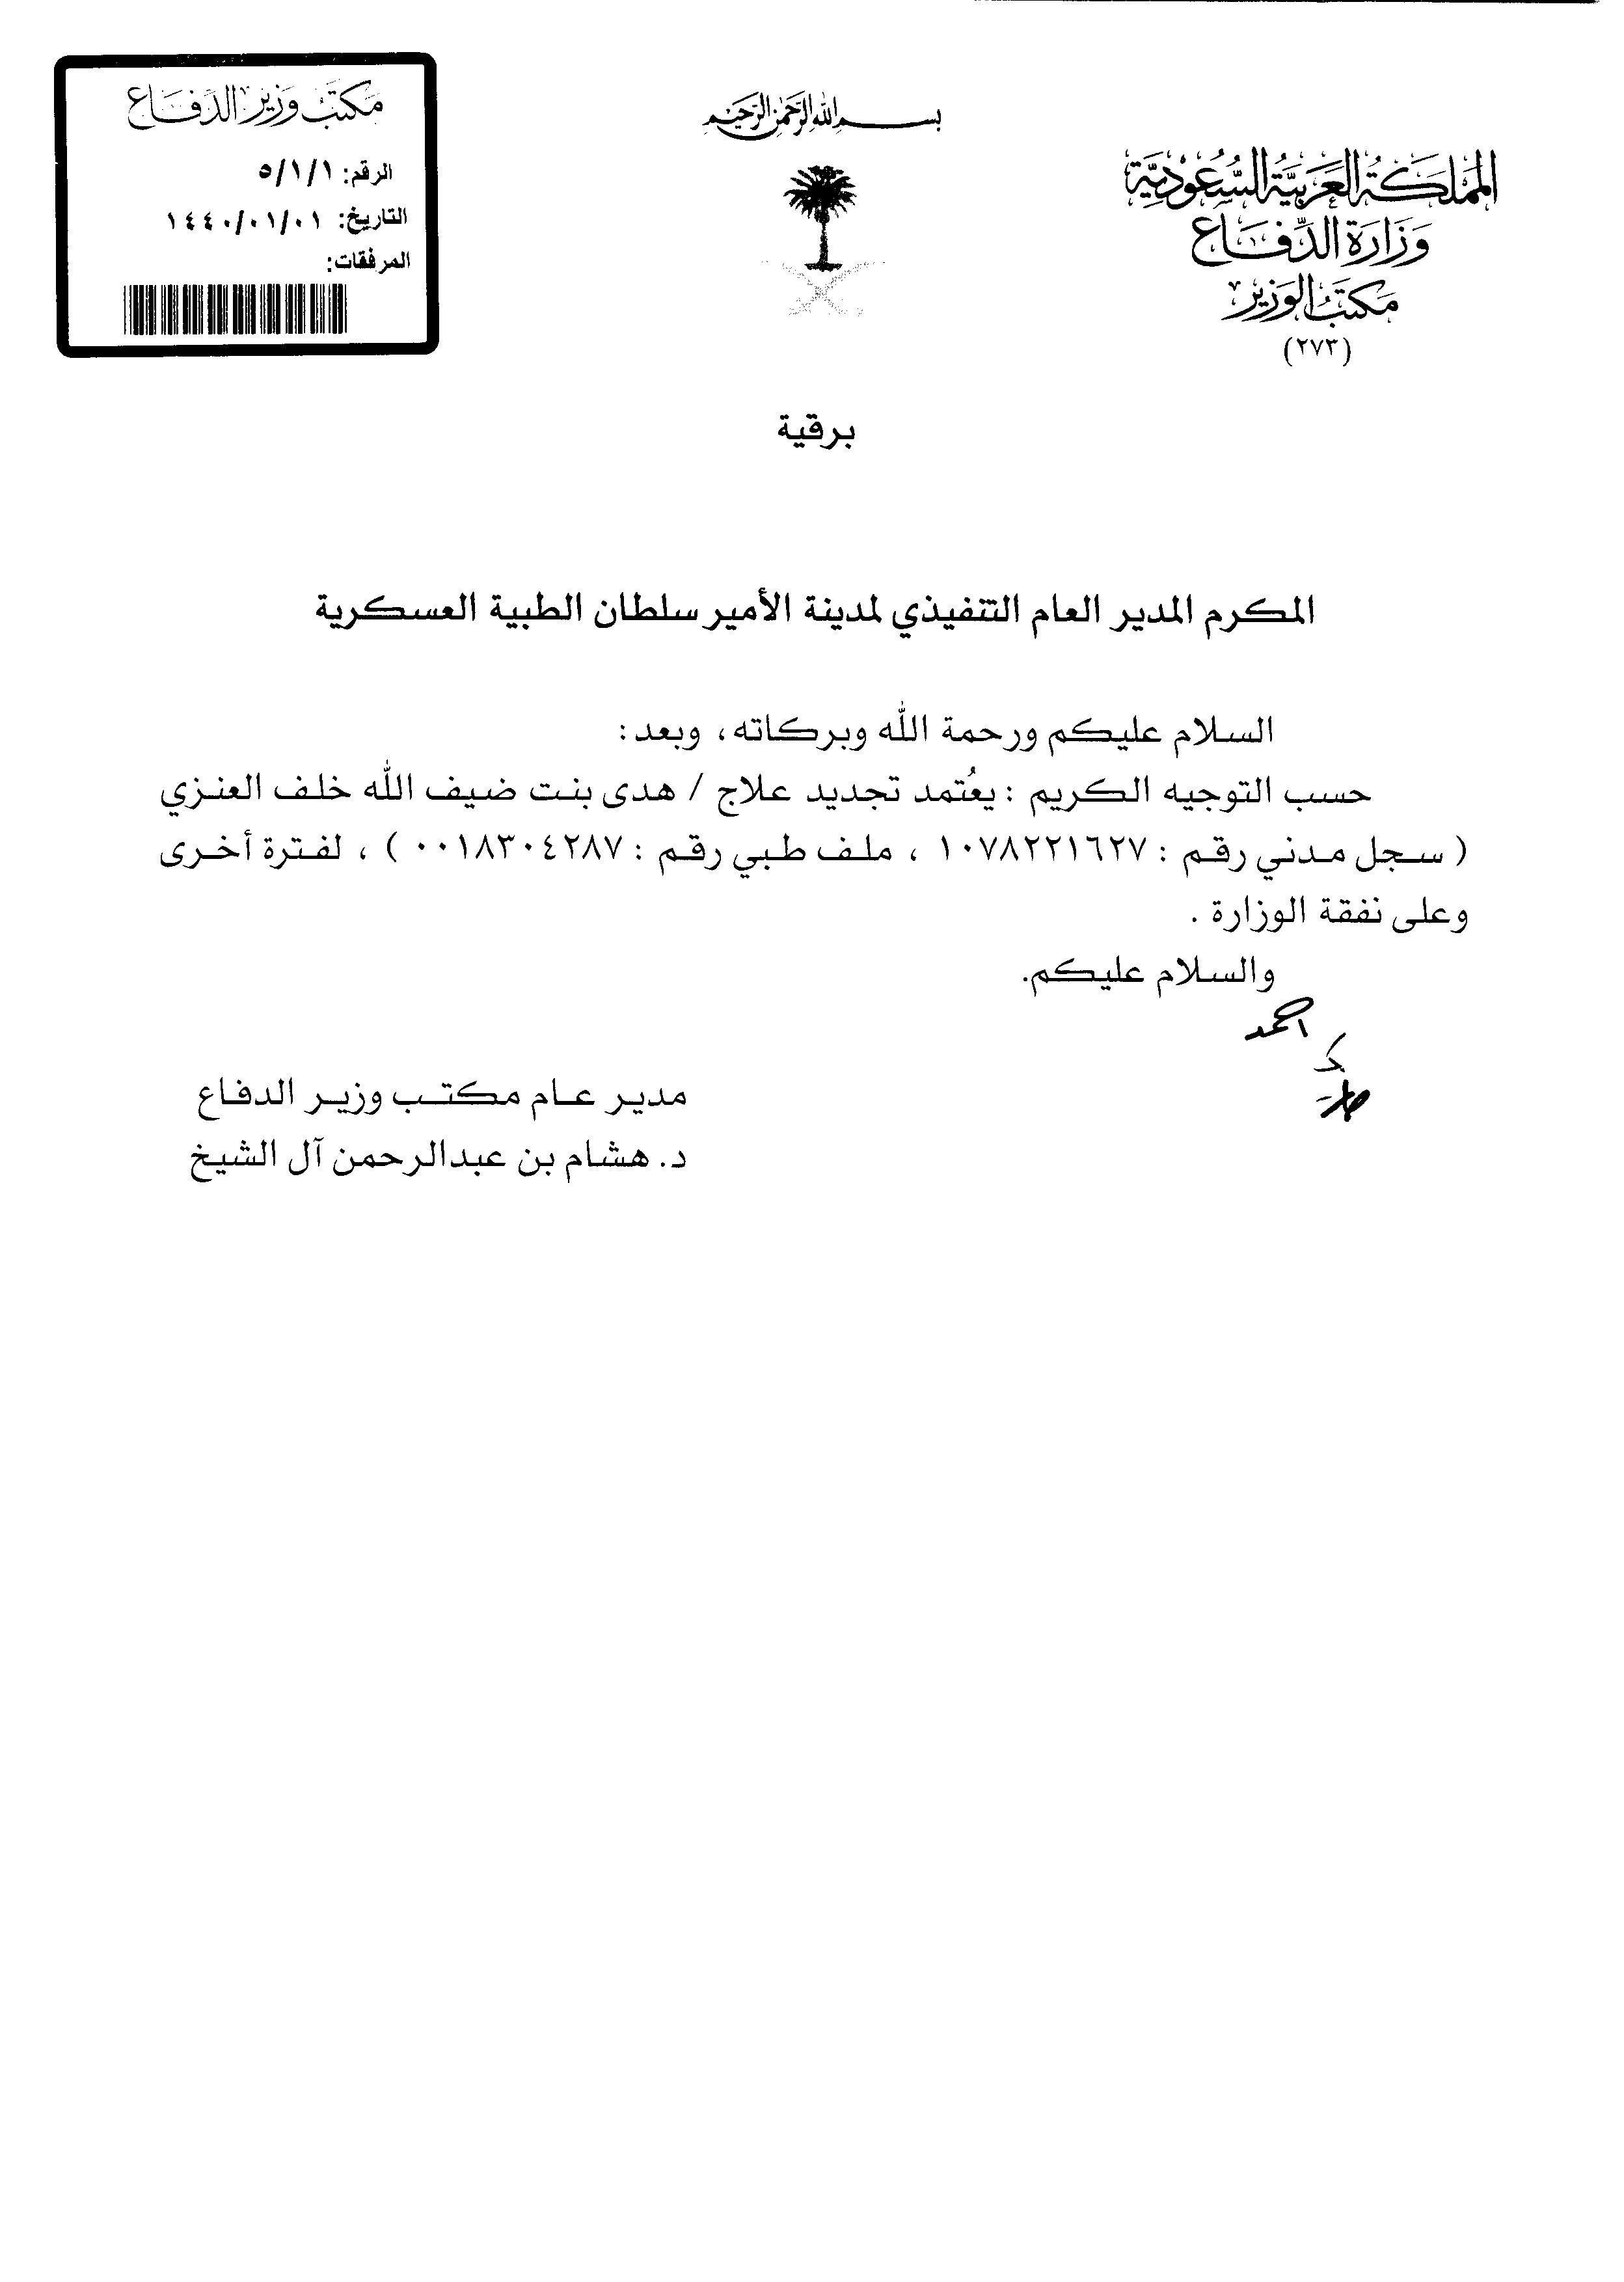 بسم الله الرحمن الرحيم
المملكة العربية السعودية
وزارة الدفاع
مكتب الوزير
(٢٧٣)
مكتب وزير الدفاع
الرقم: ٥/١/١
التاريخ: ١٤٤٠/٠١/٠١
المرفقات:
برقية
المكرم المدير العام التنفيذي لمدينة الأمير سلطان الطبية العسكرية
السلام عليكم ورحمة الله وبركاته، وبعد:
حسب التوجيه الكريم : يُعتمد تجديد علاج / هدى بنت ضيف الله خلف العنزي
( سجل مدني رقم : ١٠٧٨٢٢١٦٢٧ ، ملف طبي رقم : ٠٠١٨٣٠٤٢٨٧ ) ، لفترة أخرى
وعلى نفقة الوزارة .
والسلام عليكم.
احمد
مدير عام مكتب وزير الدفاع
د. هشام بن عبدالرحمن آل الشيخ